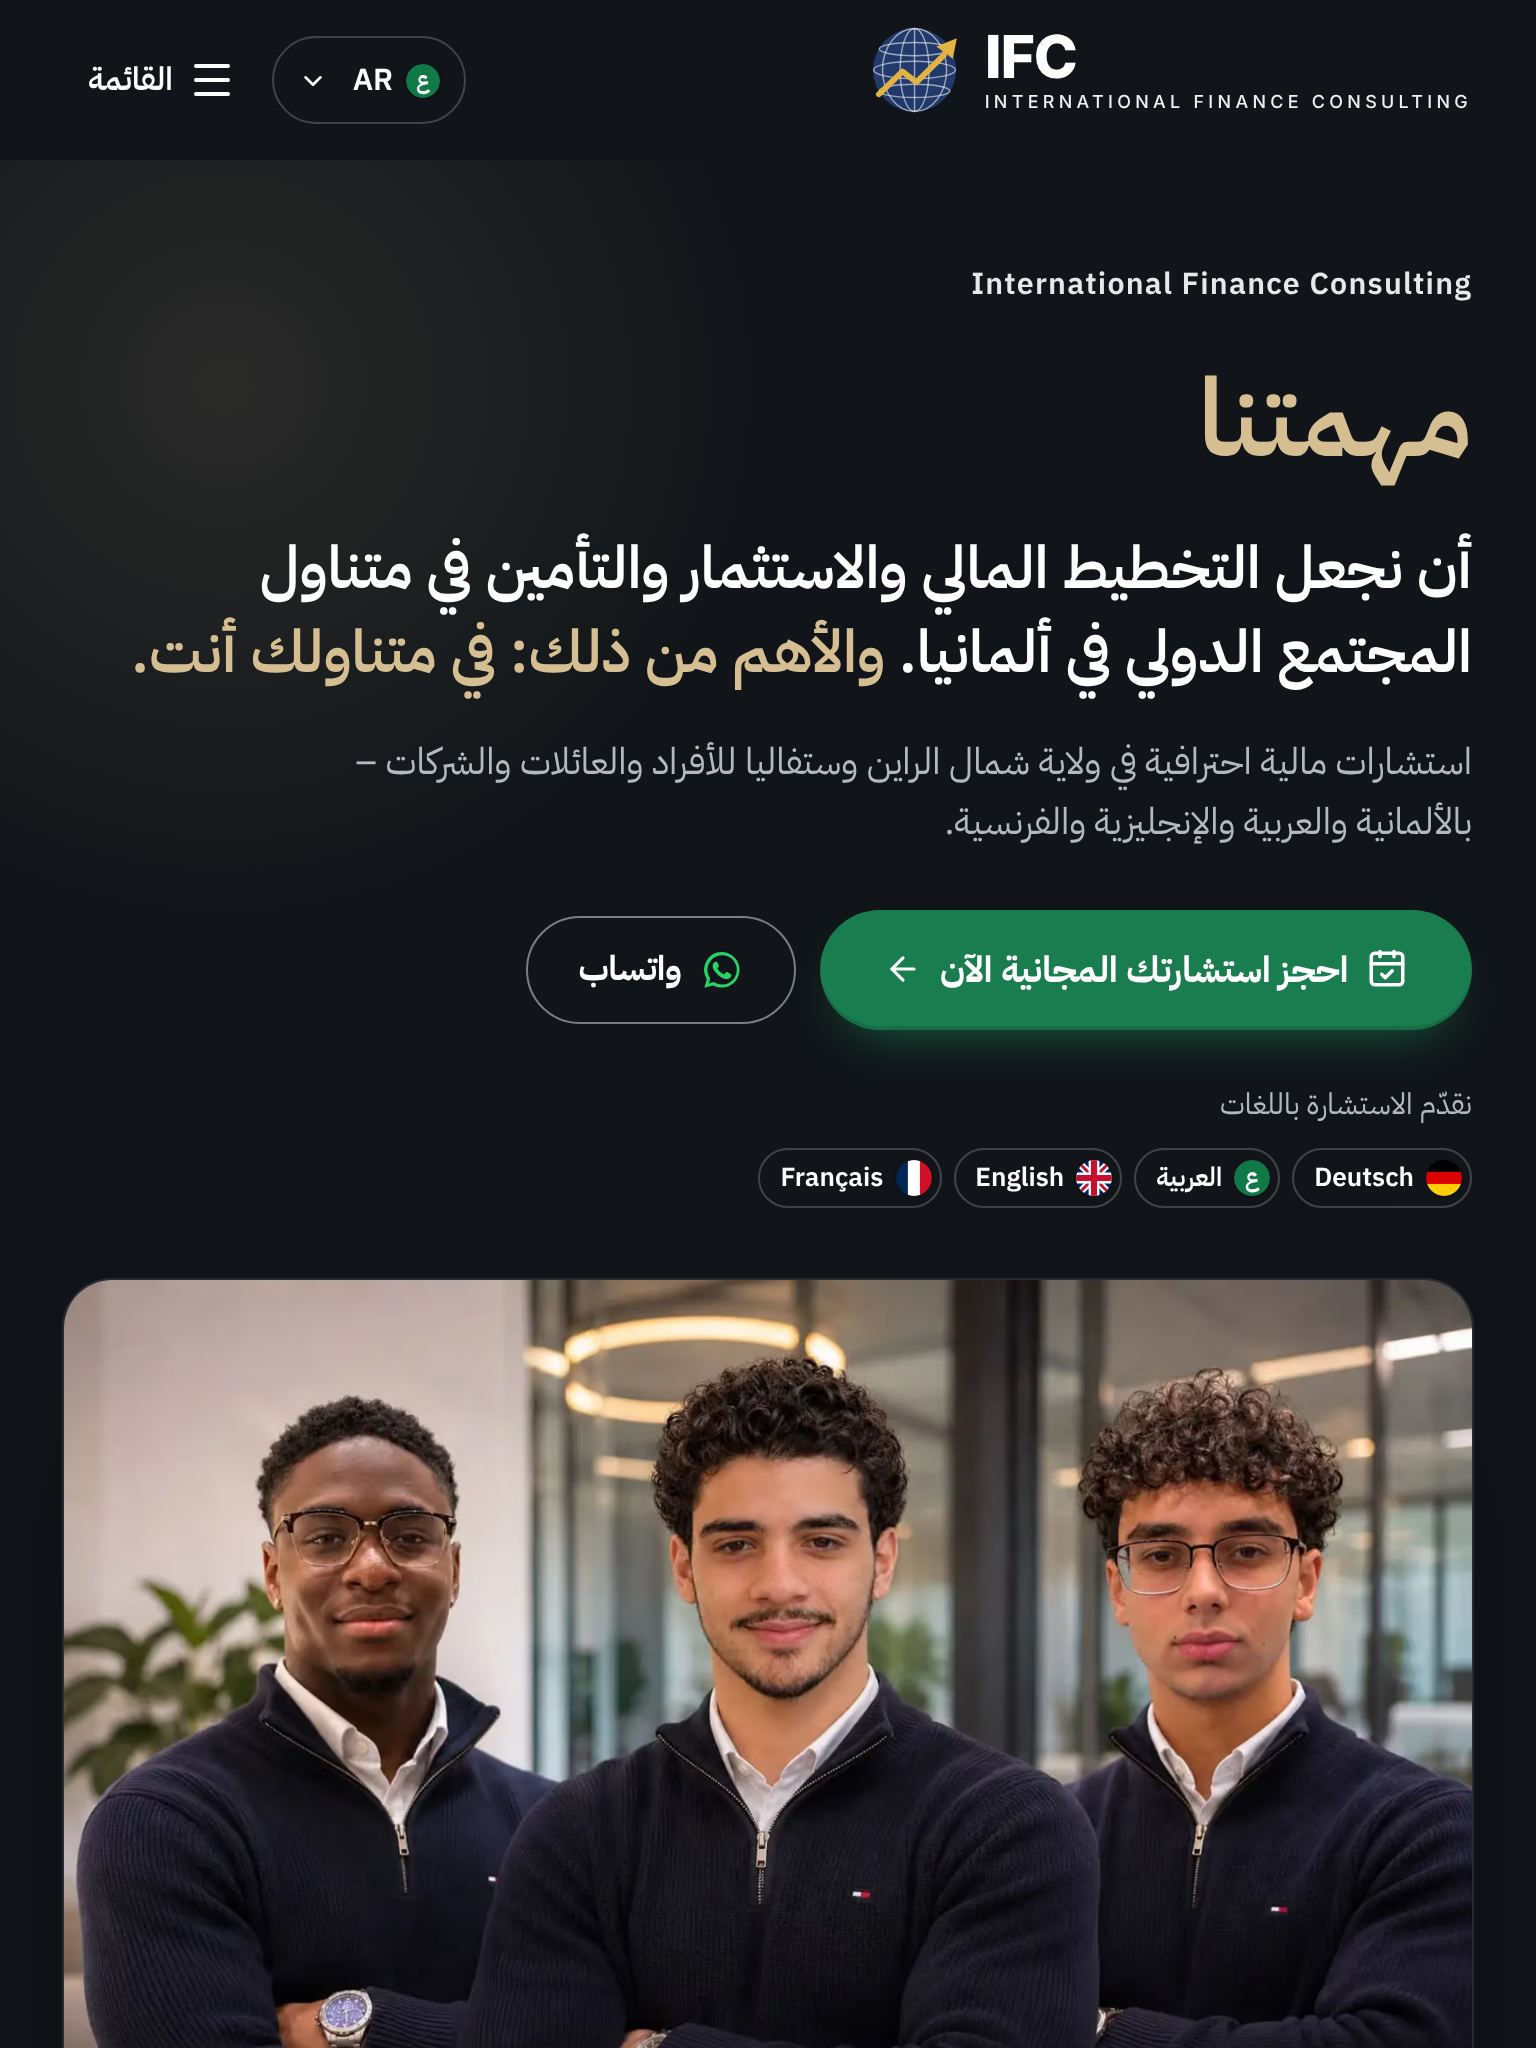 IFC
INTERNATIONAL FINANCE CONSULTING
ع AR
القائمة
International Finance Consulting
مهمتنا
أن نجعل التخطيط المالي والاستثمار والتأمين في متناول
المجتمع الدولي في ألمانيا. والأهم من ذلك: في متناولك أنت.
استشارات مالية احترافية في ولاية شمال الراين وستفاليا للأفراد والعائلات والشركات –
بالألمانية والعربية والإنجليزية والفرنسية.
احجز استشارتك المجانية الآن ←
واتساب
نقدّم الاستشارة باللغات
Deutsch
ع العربية
English
Français